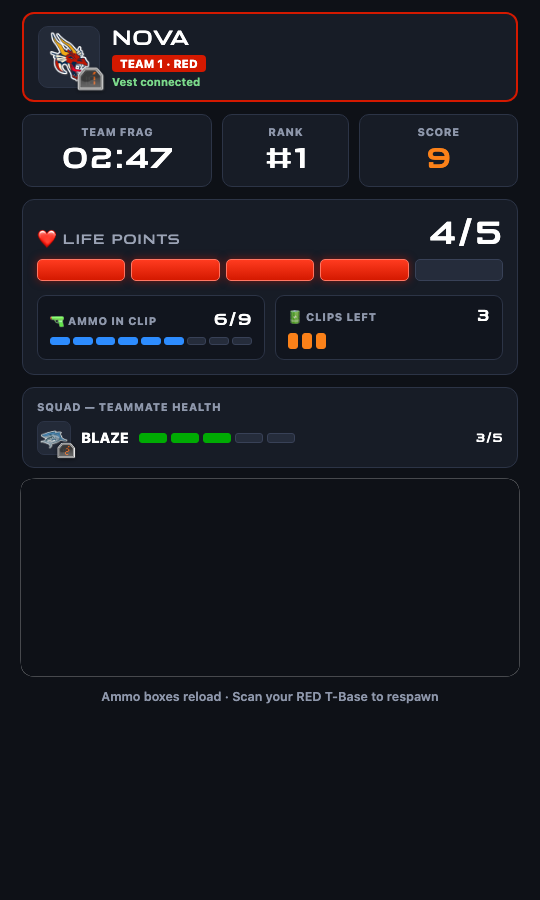 NOVA
TEAM 1 · RED
Vest connected
TEAM FRAG
02:47
RANK
#1
SCORE
9
LIFE POINTS
4/5
AMMO IN CLIP
6/9
CLIPS LEFT
3
SQUAD — TEAMMATE HEALTH
BLAZE
3/5
Ammo boxes reload · Scan your RED T-Base to respawn